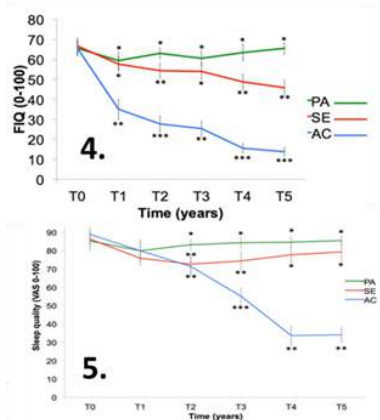 80
70
60
50
40
30
20
10
0
FIQ (0-100)
* * * * *
* ** * ** **
** *** ** *** ***
PA
SE
AC
4.
T0 T1 T2 T3 T4 T5
Time (years)
90
80
70
60
50
40
30
20
10
0
Sleep quality (VAS 0-100)
* * * *
** ** * *
** *** ** **
PA
SE
AC
5.
T0 T1 T2 T3 T4 T5
Time (years)